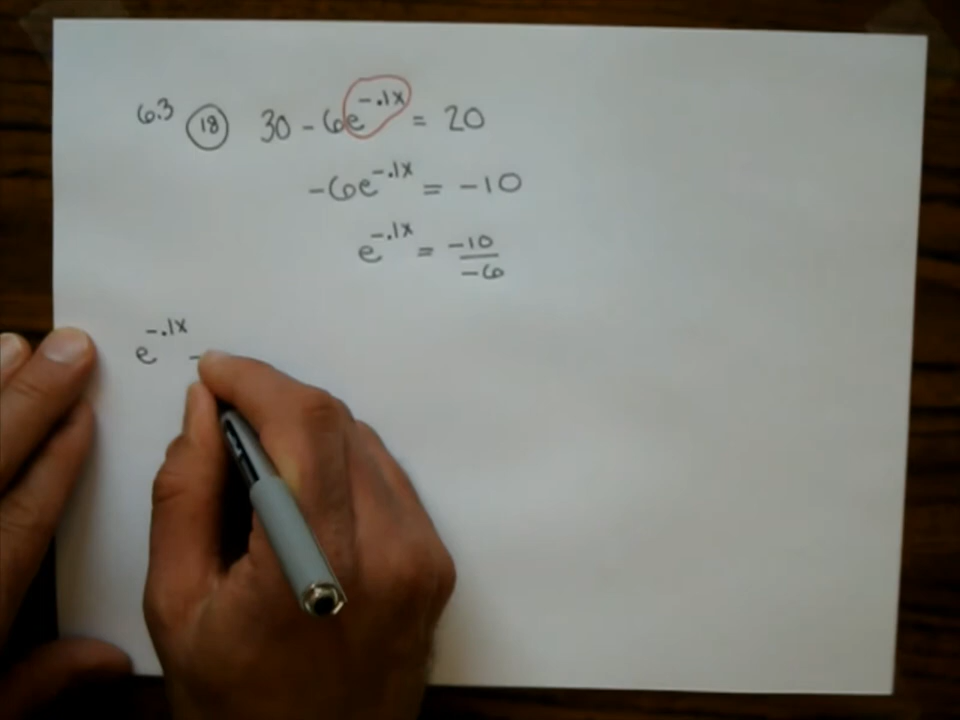 6.3 (18) 30 - 6e^{-.1x} = 20
-6e^{-.1x} = -10
e^{-.1x} = -10/-6
e^{-.1x} -